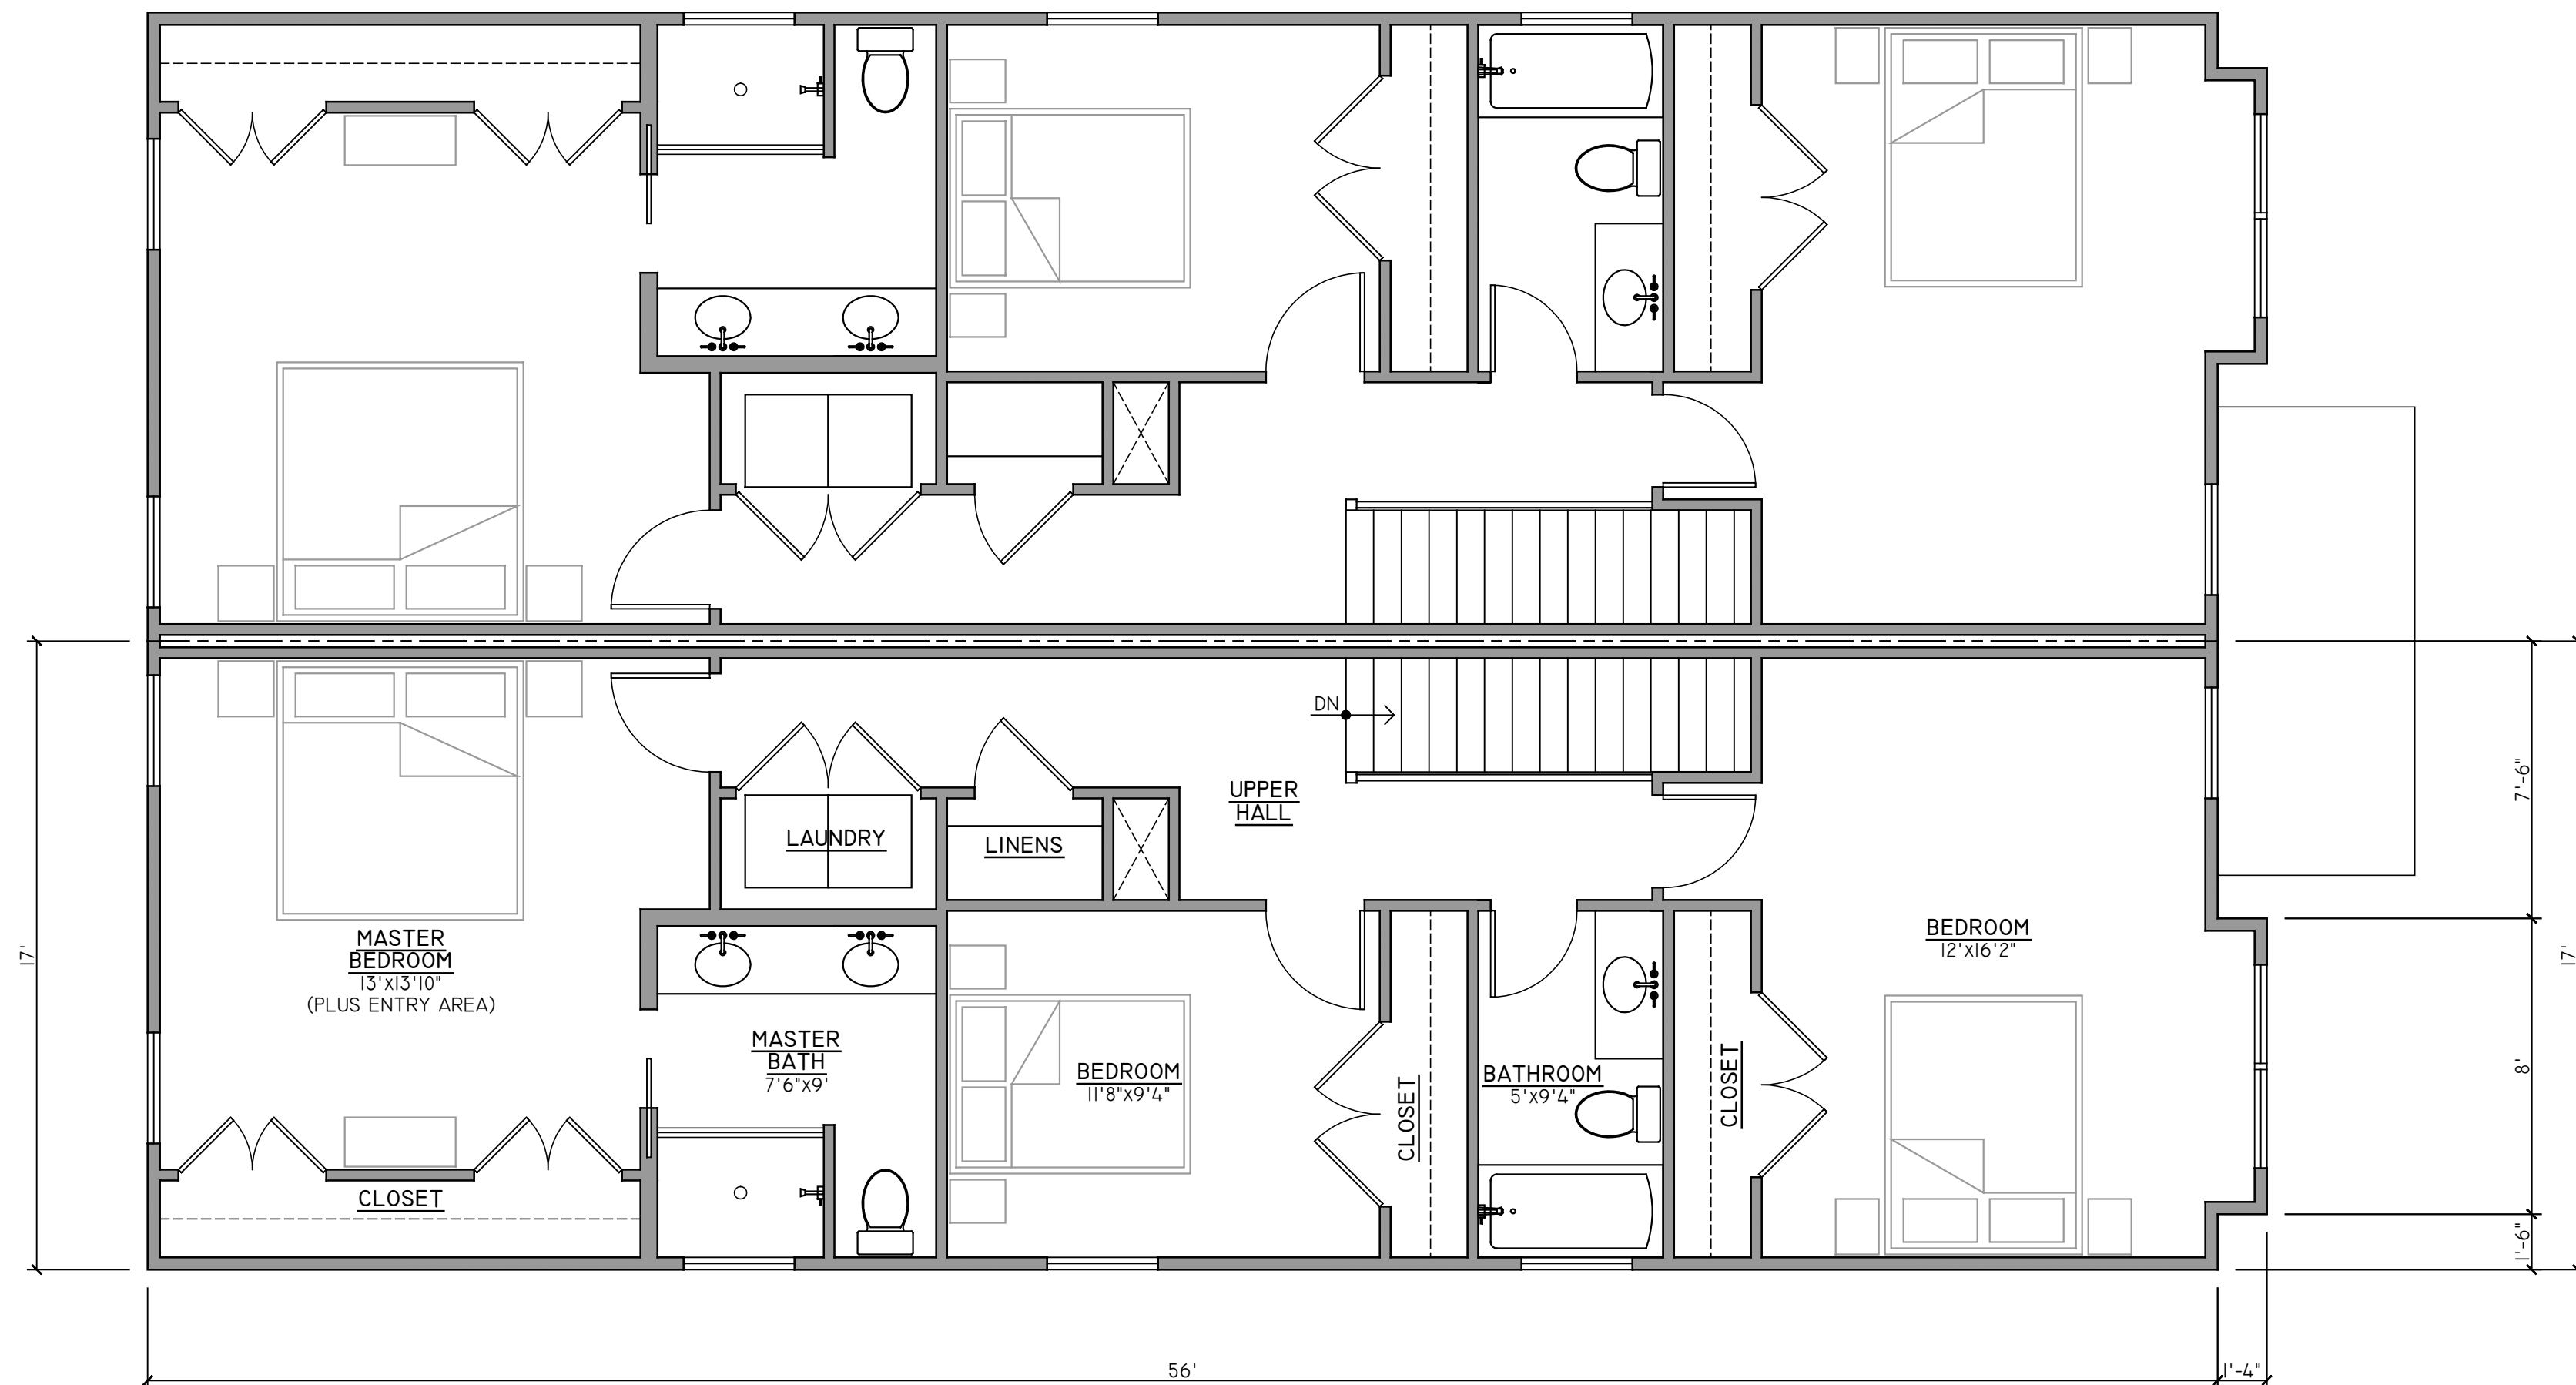 DN
UPPER
HALL
7'-6"
LAUNDRY
LINENS
MASTER
BEDROOM
13'x13'10"
(PLUS ENTRY AREA)
BEDROOM
12'x16'2"
17'
17'
MASTER
BATH
7'6"x9'
BEDROOM
11'8"x9'4"
CLOSET
BATHROOM
5'x9'4"
CLOSET
8'
CLOSET
1'-6"
56'
1'-4"